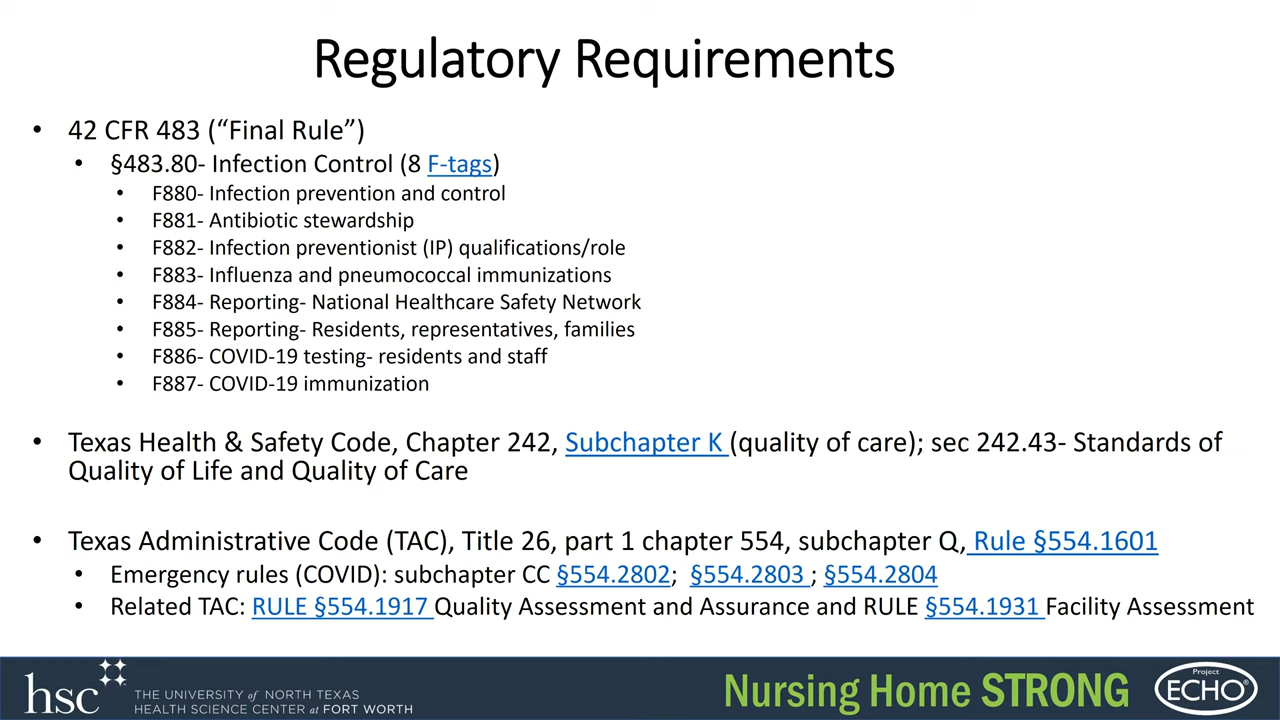 Regulatory Requirements
• 42 CFR 483 (“Final Rule”)
• §483.80- Infection Control (8 F-tags)
• F880- Infection prevention and control
• F881- Antibiotic stewardship
• F882- Infection preventionist (IP) qualifications/role
• F883- Influenza and pneumococcal immunizations
• F884- Reporting- National Healthcare Safety Network
• F885- Reporting- Residents, representatives, families
• F886- COVID-19 testing- residents and staff
• F887- COVID-19 immunization
• Texas Health & Safety Code, Chapter 242, Subchapter K (quality of care); sec 242.43- Standards of
Quality of Life and Quality of Care
• Texas Administrative Code (TAC), Title 26, part 1 chapter 554, subchapter Q, Rule §554.1601
• Emergency rules (COVID): subchapter CC §554.2802; §554.2803 ; §554.2804
• Related TAC: RULE §554.1917 Quality Assessment and Assurance and RULE §554.1931 Facility Assessment
hsc
THE UNIVERSITY of NORTH TEXAS
HEALTH SCIENCE CENTER at FORT WORTH
Nursing Home STRONG
Project
ECHO®